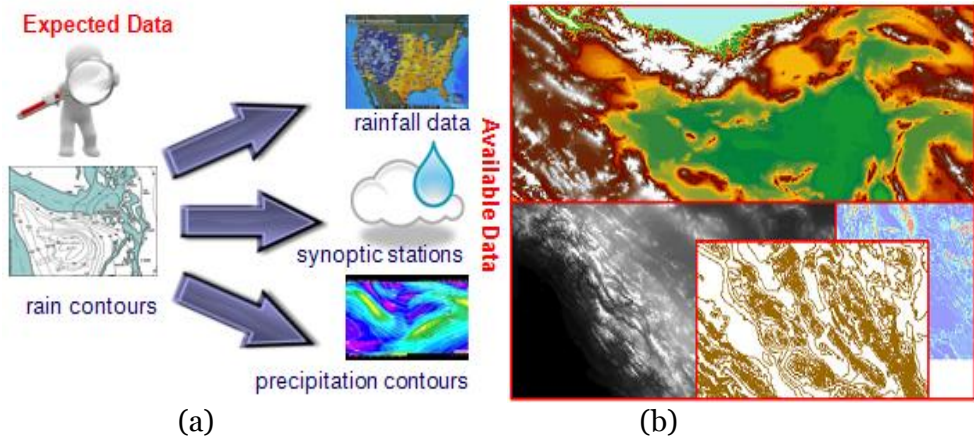 Expected Data
rainfall data
synoptic stations
rain contours
precipitation contours
Available Data
(a)
(b)